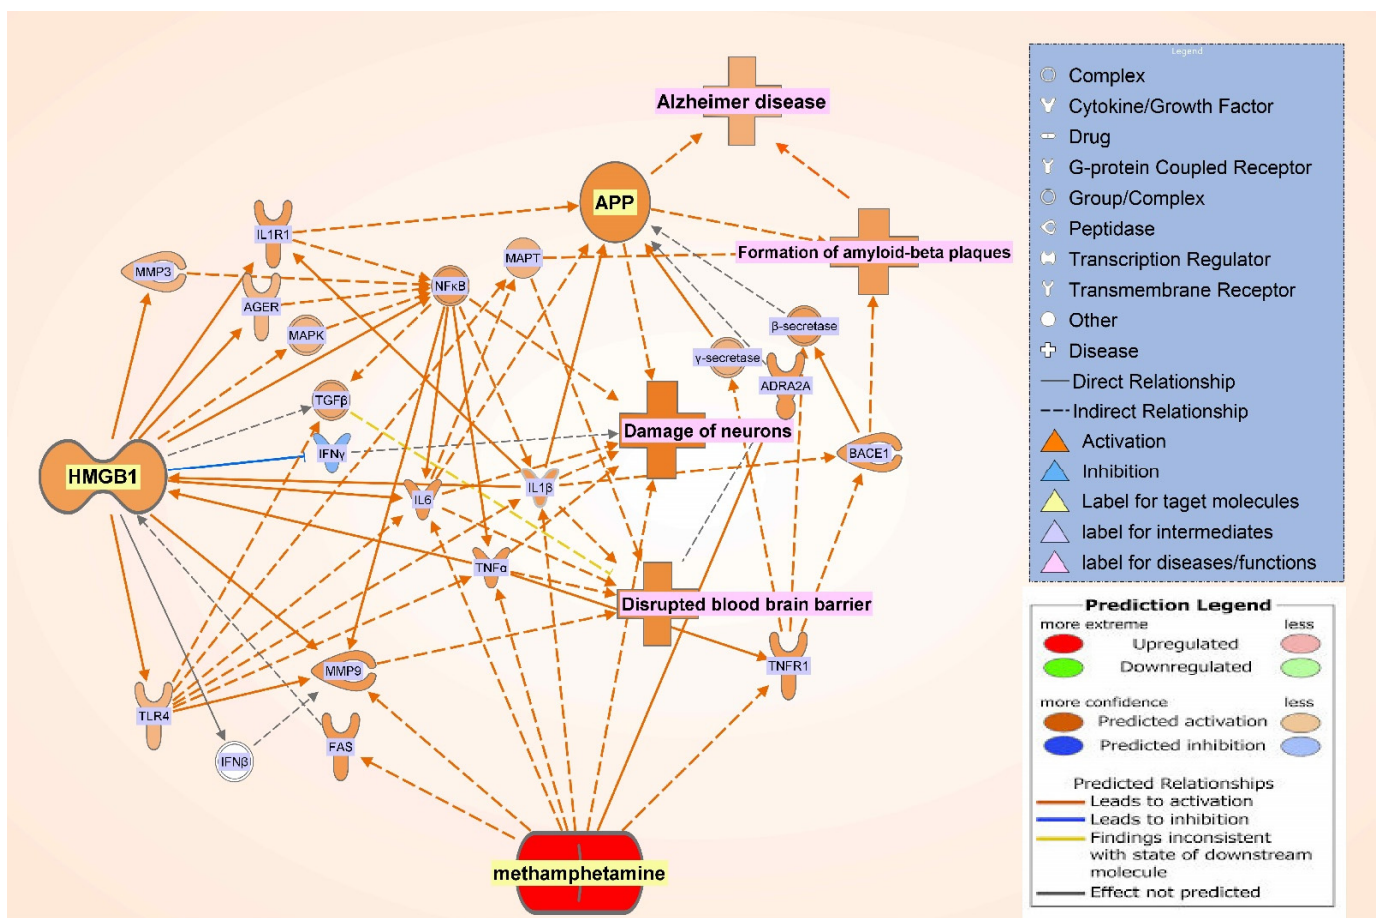 Alzheimer disease
APP
IL1R1
MAPT
Formation of amyloid-beta plaques
MMP3
NFκB
AGER
β-secretase
MAPK
γ-secretase
ADRA2A
TGFβ
Damage of neurons
IFNγ
BACE1
HMGB1
IL6
IL1β
TNFα
Disrupted blood brain barrier
MMP9
TNFR1
TLR4
FAS
IFNβ
methamphetamine
Legend
Complex
Cytokine/Growth Factor
Drug
G-protein Coupled Receptor
Group/Complex
Peptidase
Transcription Regulator
Transmembrane Receptor
Other
Disease
Direct Relationship
Indirect Relationship
Activation
Inhibition
Label for taget molecules
label for intermediates
label for diseases/functions
Prediction Legend
more extreme less
Upregulated
Downregulated
more confidence less
Predicted activation
Predicted inhibition
Predicted Relationships
Leads to activation
Leads to inhibition
Findings inconsistent
with state of downstream
molecule
Effect not predicted